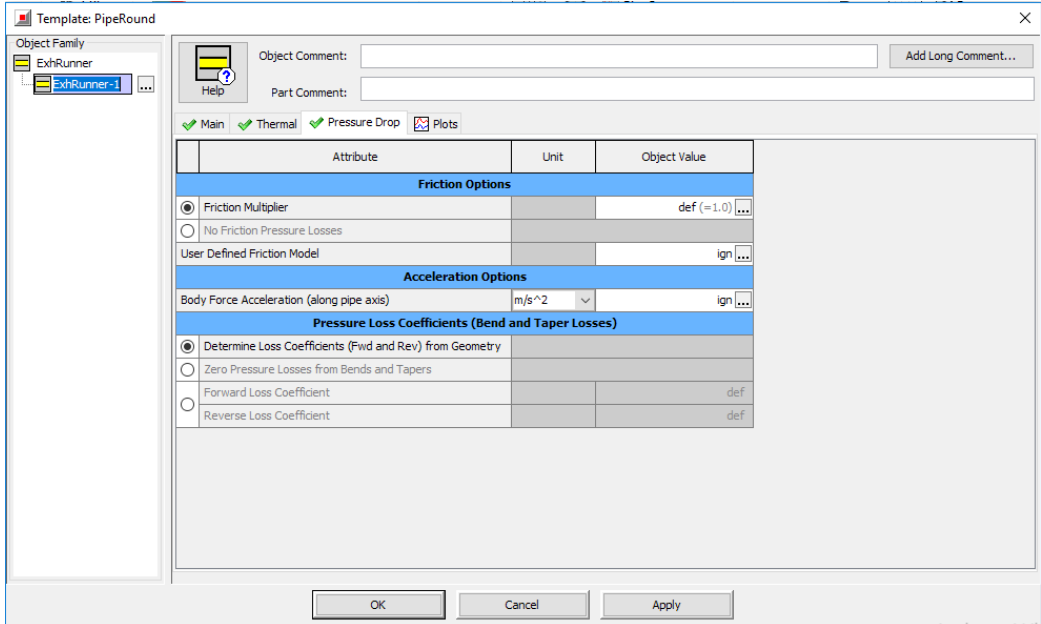 Template: PipeRound
Object Family
ExhRunner
ExhRunner-1
...
Help
Object Comment:
Add Long Comment...
Part Comment:
Main Thermal Pressure Drop Plots
Attribute Unit Object Value
Friction Options
Friction Multiplier def (=1.0) ...
No Friction Pressure Losses
User Defined Friction Model ign ...
Acceleration Options
Body Force Acceleration (along pipe axis) m/s^2 ign ...
Pressure Loss Coefficients (Bend and Taper Losses)
Determine Loss Coefficients (Fwd and Rev) from Geometry
Zero Pressure Losses from Bends and Tapers
Forward Loss Coefficient def
Reverse Loss Coefficient def
OK Cancel Apply